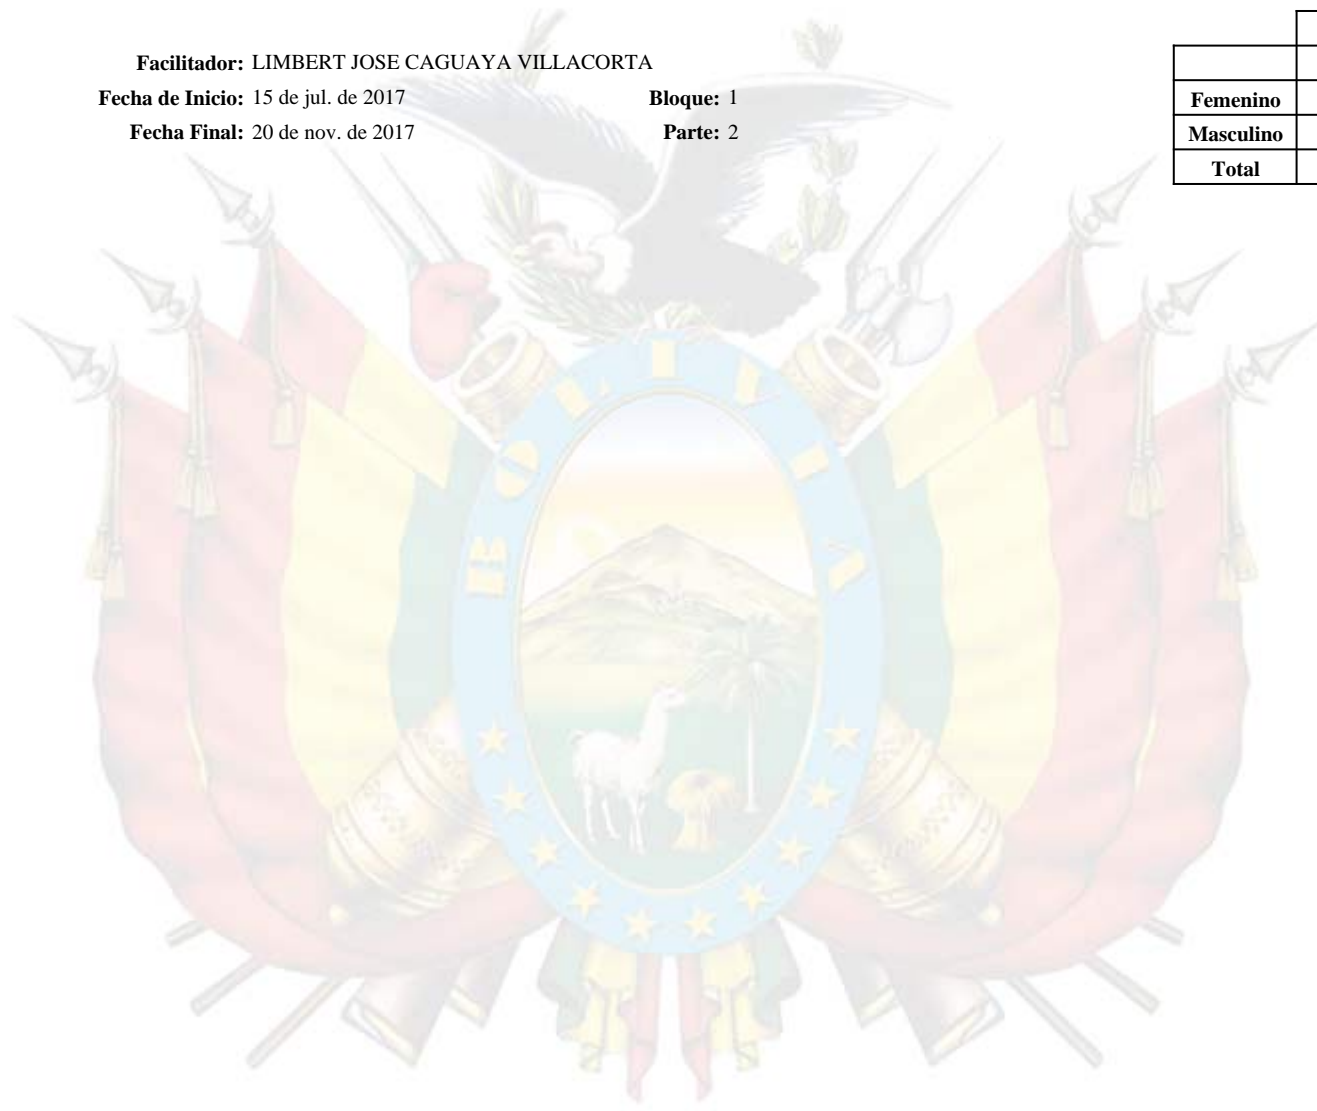 Facilitador: LIMBERT JOSE CAGUAYA VILLACORTA
Fecha de Inicio: 15 de jul. de 2017 Bloque: 1
Fecha Final: 20 de nov. de 2017 Parte: 2
Femenino
Masculino
Total
BOLIVIA